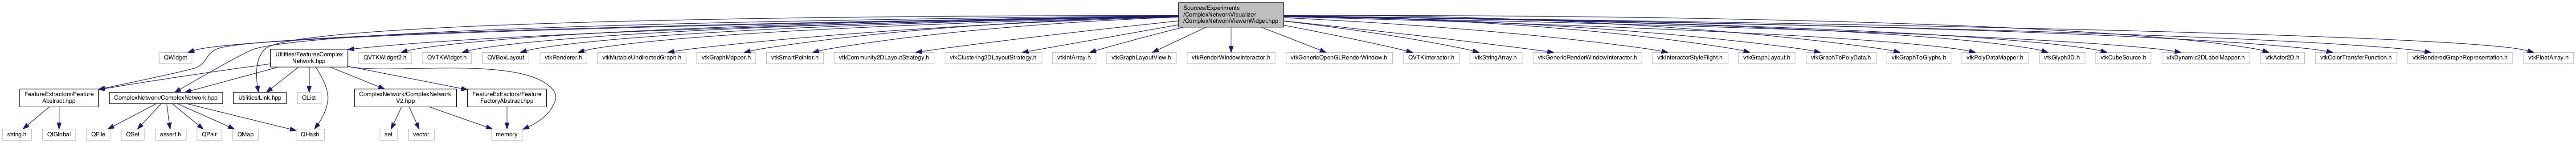 Sources/Experiments
/ComplexNetworkVisualizer
/ComplexNetworkViewerWidget.hpp
QWidget
Utilities/FeaturesComplex
Network.hpp
QVTKWidget2.h
QVTKWidget.h
QVBoxLayout
vtkRenderer.h
vtkMutableUndirectedGraph.h
vtkGraphMapper.h
vtkSmartPointer.h
vtkCommunity2DLayoutStrategy.h
vtkClustering2DLayoutStrategy.h
vtkIntArray.h
vtkGraphLayoutView.h
vtkRenderWindowInteractor.h
vtkGenericOpenGLRenderWindow.h
QVTKInteractor.h
vtkStringArray.h
vtkGenericRenderWindowInteractor.h
vtkInteractorStyleFlight.h
vtkGraphLayout.h
vtkGraphToPolyData.h
vtkGraphToGlyphs.h
vtkPolyDataMapper.h
vtkGlyph3D.h
vtkCubeSource.h
vtkDynamic2DLabelMapper.h
vtkActor2D.h
vtkColorTransferFunction.h
vtkRenderedGraphRepresentation.h
vtkFloatArray.h
FeatureExtractors/Feature
Abstract.hpp
ComplexNetwork/ComplexNetwork.hpp
Utilities/Link.hpp
QList
ComplexNetwork/ComplexNetwork
V2.hpp
FeatureExtractors/Feature
FactoryAbstract.hpp
string.h
QtGlobal
QFile
QSet
assert.h
QPair
QMap
QHash
set
vector
memory